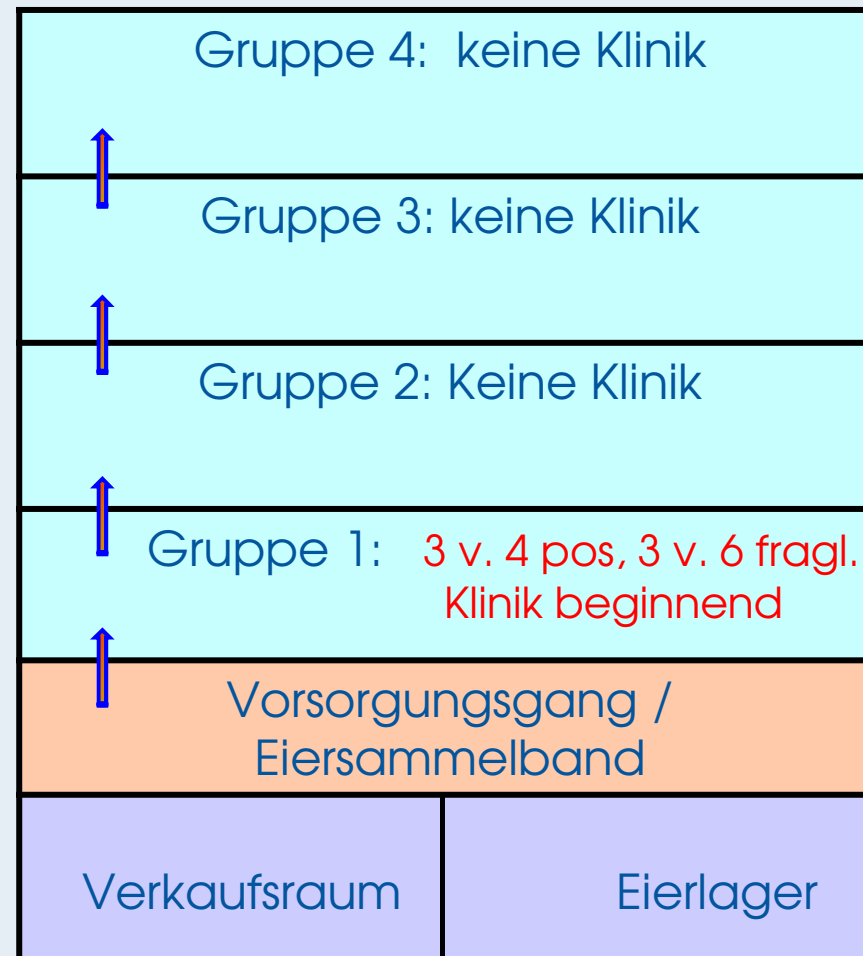 Gruppe 4: keine Klinik
Gruppe 3: keine Klinik
Gruppe 2: Keine Klinik
Gruppe 1: 3 v. 4 pos, 3 v. 6 fragl.
Klinik beginnend
Vorsorgungsgang /
Eiersammelband
Verkaufsraum
Eierlager